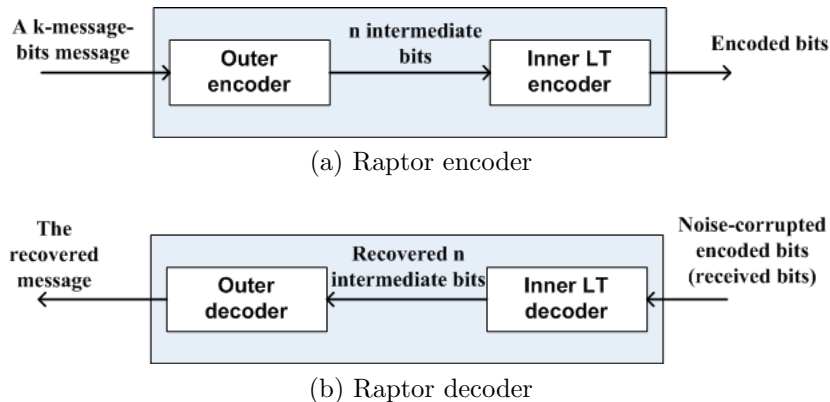 A k-message-
bits message
Outer
encoder
n intermediate
bits
Inner LT
encoder
Encoded bits
(a) Raptor encoder
The
recovered
message
Outer
decoder
Recovered n
intermediate bits
Inner LT
decoder
Noise-corrupted
encoded bits
(received bits)
(b) Raptor decoder